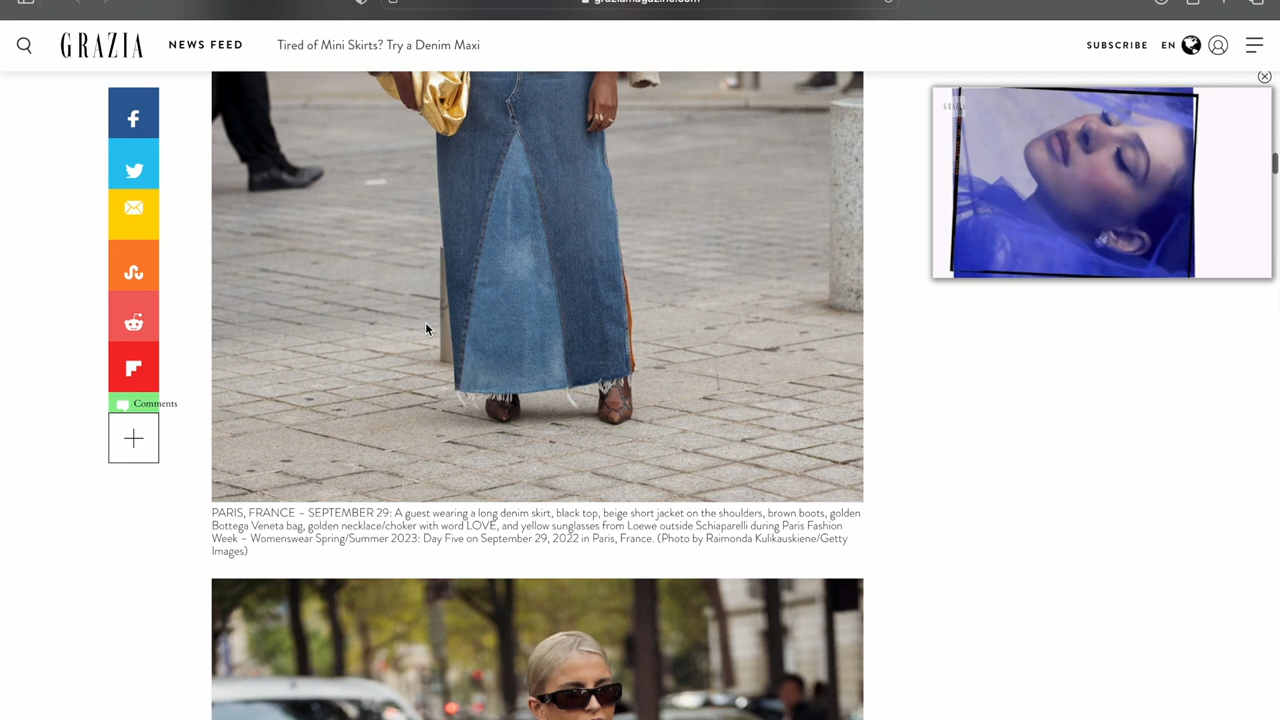 graziamagazine.com
GRAZIA
NEWS FEED
Tired of Mini Skirts? Try a Denim Maxi
SUBSCRIBE
EN
GRAZIA
Comments
PARIS, FRANCE – SEPTEMBER 29: A guest wearing a long denim skirt, black top, beige short jacket on the shoulders, brown boots, golden
Bottega Veneta bag, golden necklace/choker with word LOVE, and yellow sunglasses from Loewe outside Schiaparelli during Paris Fashion
Week – Womenswear Spring/Summer 2023: Day Five on September 29, 2022 in Paris, France. (Photo by Raimonda Kulikauskiene/Getty
Images)